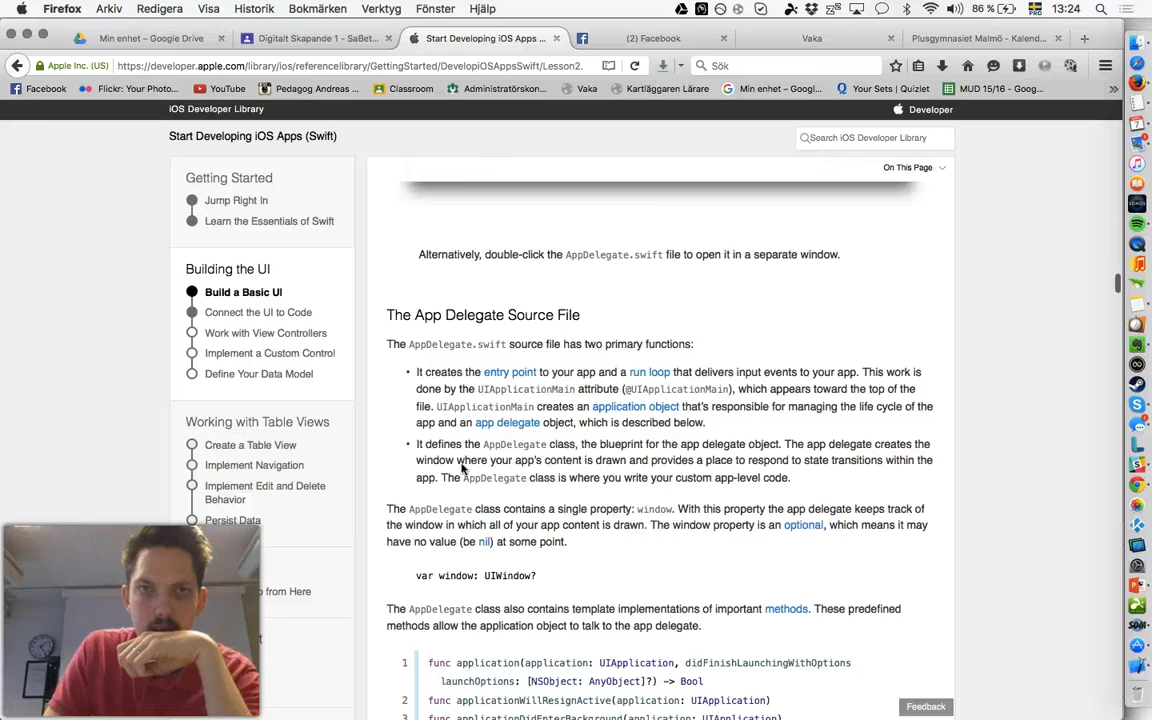 Firefox Arkiv Redigera Visa Historik Bokmärken Verktyg Fönster Hjälp 86 % 13:24
Min enhet – Google Drive × Digitalt Skapande 1 - SaBet... × Start Developing iOS Apps ... × (2) Facebook × Vaka × Plusgymnasiet Malmö - Kalend... × +
Apple Inc. (US) https://developer.apple.com/library/ios/referencelibrary/GettingStarted/DevelopiOSAppsSwift/Lesson2. Sök
Facebook Flickr: Your Photo... YouTube Pedagog Andreas ... Classroom Administratörskon... Vaka Kartläggaren Lärare Min enhet – Googl... Your Sets | Quizlet MUD 15/16 - Goog... »
iOS Developer Library Developer
Start Developing iOS Apps (Swift) Search iOS Developer Library
On This Page
Getting Started
Jump Right In
Learn the Essentials of Swift
Building the UI
Build a Basic UI
Connect the UI to Code
Work with View Controllers
Implement a Custom Control
Define Your Data Model
Working with Table Views
Create a Table View
Implement Navigation
Implement Edit and Delete
Behavior
Persist Data
p from Here
Alternatively, double-click the AppDelegate.swift file to open it in a separate window.
The App Delegate Source File
The AppDelegate.swift source file has two primary functions:
• It creates the entry point to your app and a run loop that delivers input events to your app. This work is
done by the UIApplicationMain attribute (@UIApplicationMain), which appears toward the top of the
file. UIApplicationMain creates an application object that's responsible for managing the life cycle of the
app and an app delegate object, which is described below.
• It defines the AppDelegate class, the blueprint for the app delegate object. The app delegate creates the
window where your app's content is drawn and provides a place to respond to state transitions within the
app. The AppDelegate class is where you write your custom app-level code.
The AppDelegate class contains a single property: window. With this property the app delegate keeps track of
the window in which all of your app content is drawn. The window property is an optional, which means it may
have no value (be nil) at some point.
var window: UIWindow?
The AppDelegate class also contains template implementations of important methods. These predefined
methods allow the application object to talk to the app delegate.
1 func application(application: UIApplication, didFinishLaunchingWithOptions
launchOptions: [NSObject: AnyObject]?) -> Bool
2 func applicationWillResignActive(application: UIApplication)
3 func applicationDidEnterBackground(application: UIApplication)
Feedback